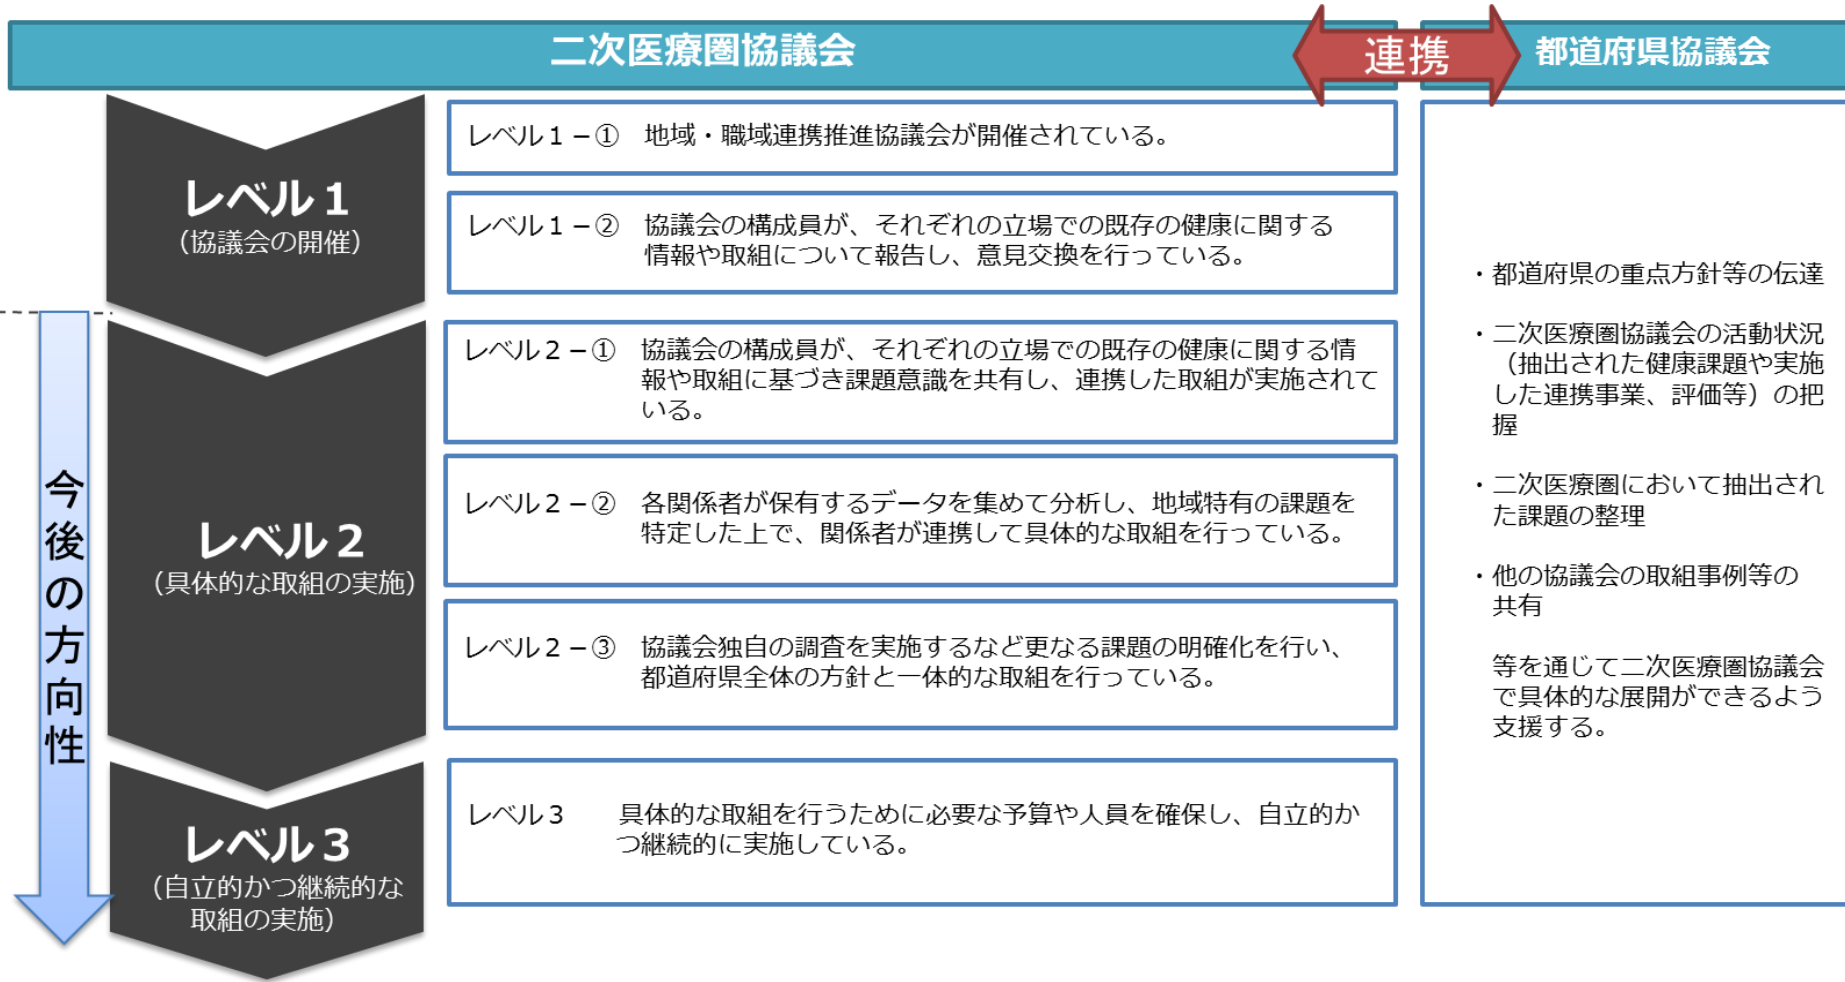 二次医療圏協議会
連携
都道府県協議会
レベル１
（協議会の開催）
レベル１－①　地域・職域連携推進協議会が開催されている。
レベル１－②　協議会の構成員が、それぞれの立場での既存の健康に関する
情報や取組について報告し、意見交換を行っている。
今後の方向性
レベル２
（具体的な取組の実施）
レベル２－①　協議会の構成員が、それぞれの立場での既存の健康に関する情
報や取組に基づき課題意識を共有し、連携した取組が実施されて
いる。
レベル２－②　各関係者が保有するデータを集めて分析し、地域特有の課題を
特定した上で、関係者が連携して具体的な取組を行っている。
レベル２－③　協議会独自の調査を実施するなど更なる課題の明確化を行い、
都道府県全体の方針と一体的な取組を行っている。
レベル３
（自立的かつ継続的な
取組の実施）
レベル３　　具体的な取組を行うために必要な予算や人員を確保し、自立的か
つ継続的に実施している。
・都道府県の重点方針等の伝達
・二次医療圏協議会の活動状況
（抽出された健康課題や実施
した連携事業、評価等）の把
握
・二次医療圏において抽出され
た課題の整理
・他の協議会の取組事例等の
共有
等を通じて二次医療圏協議会
で具体的な展開ができるよう
支援する。